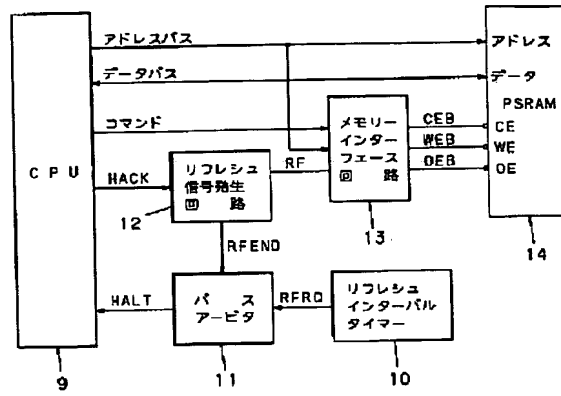 アドレスバス
アドレス
データバス
データ
PSRAM
コマンド
メモリー
インター
フェース
回路
CEB
WEB
OEB
CE
WE
OE
CPU
HACK
リフレシュ
信号発生
回路
RF
12
13
14
RFEND
HALT
バス
アービタ
RFRQ
リフレシュ
インターバル
タイマー
9
11
10